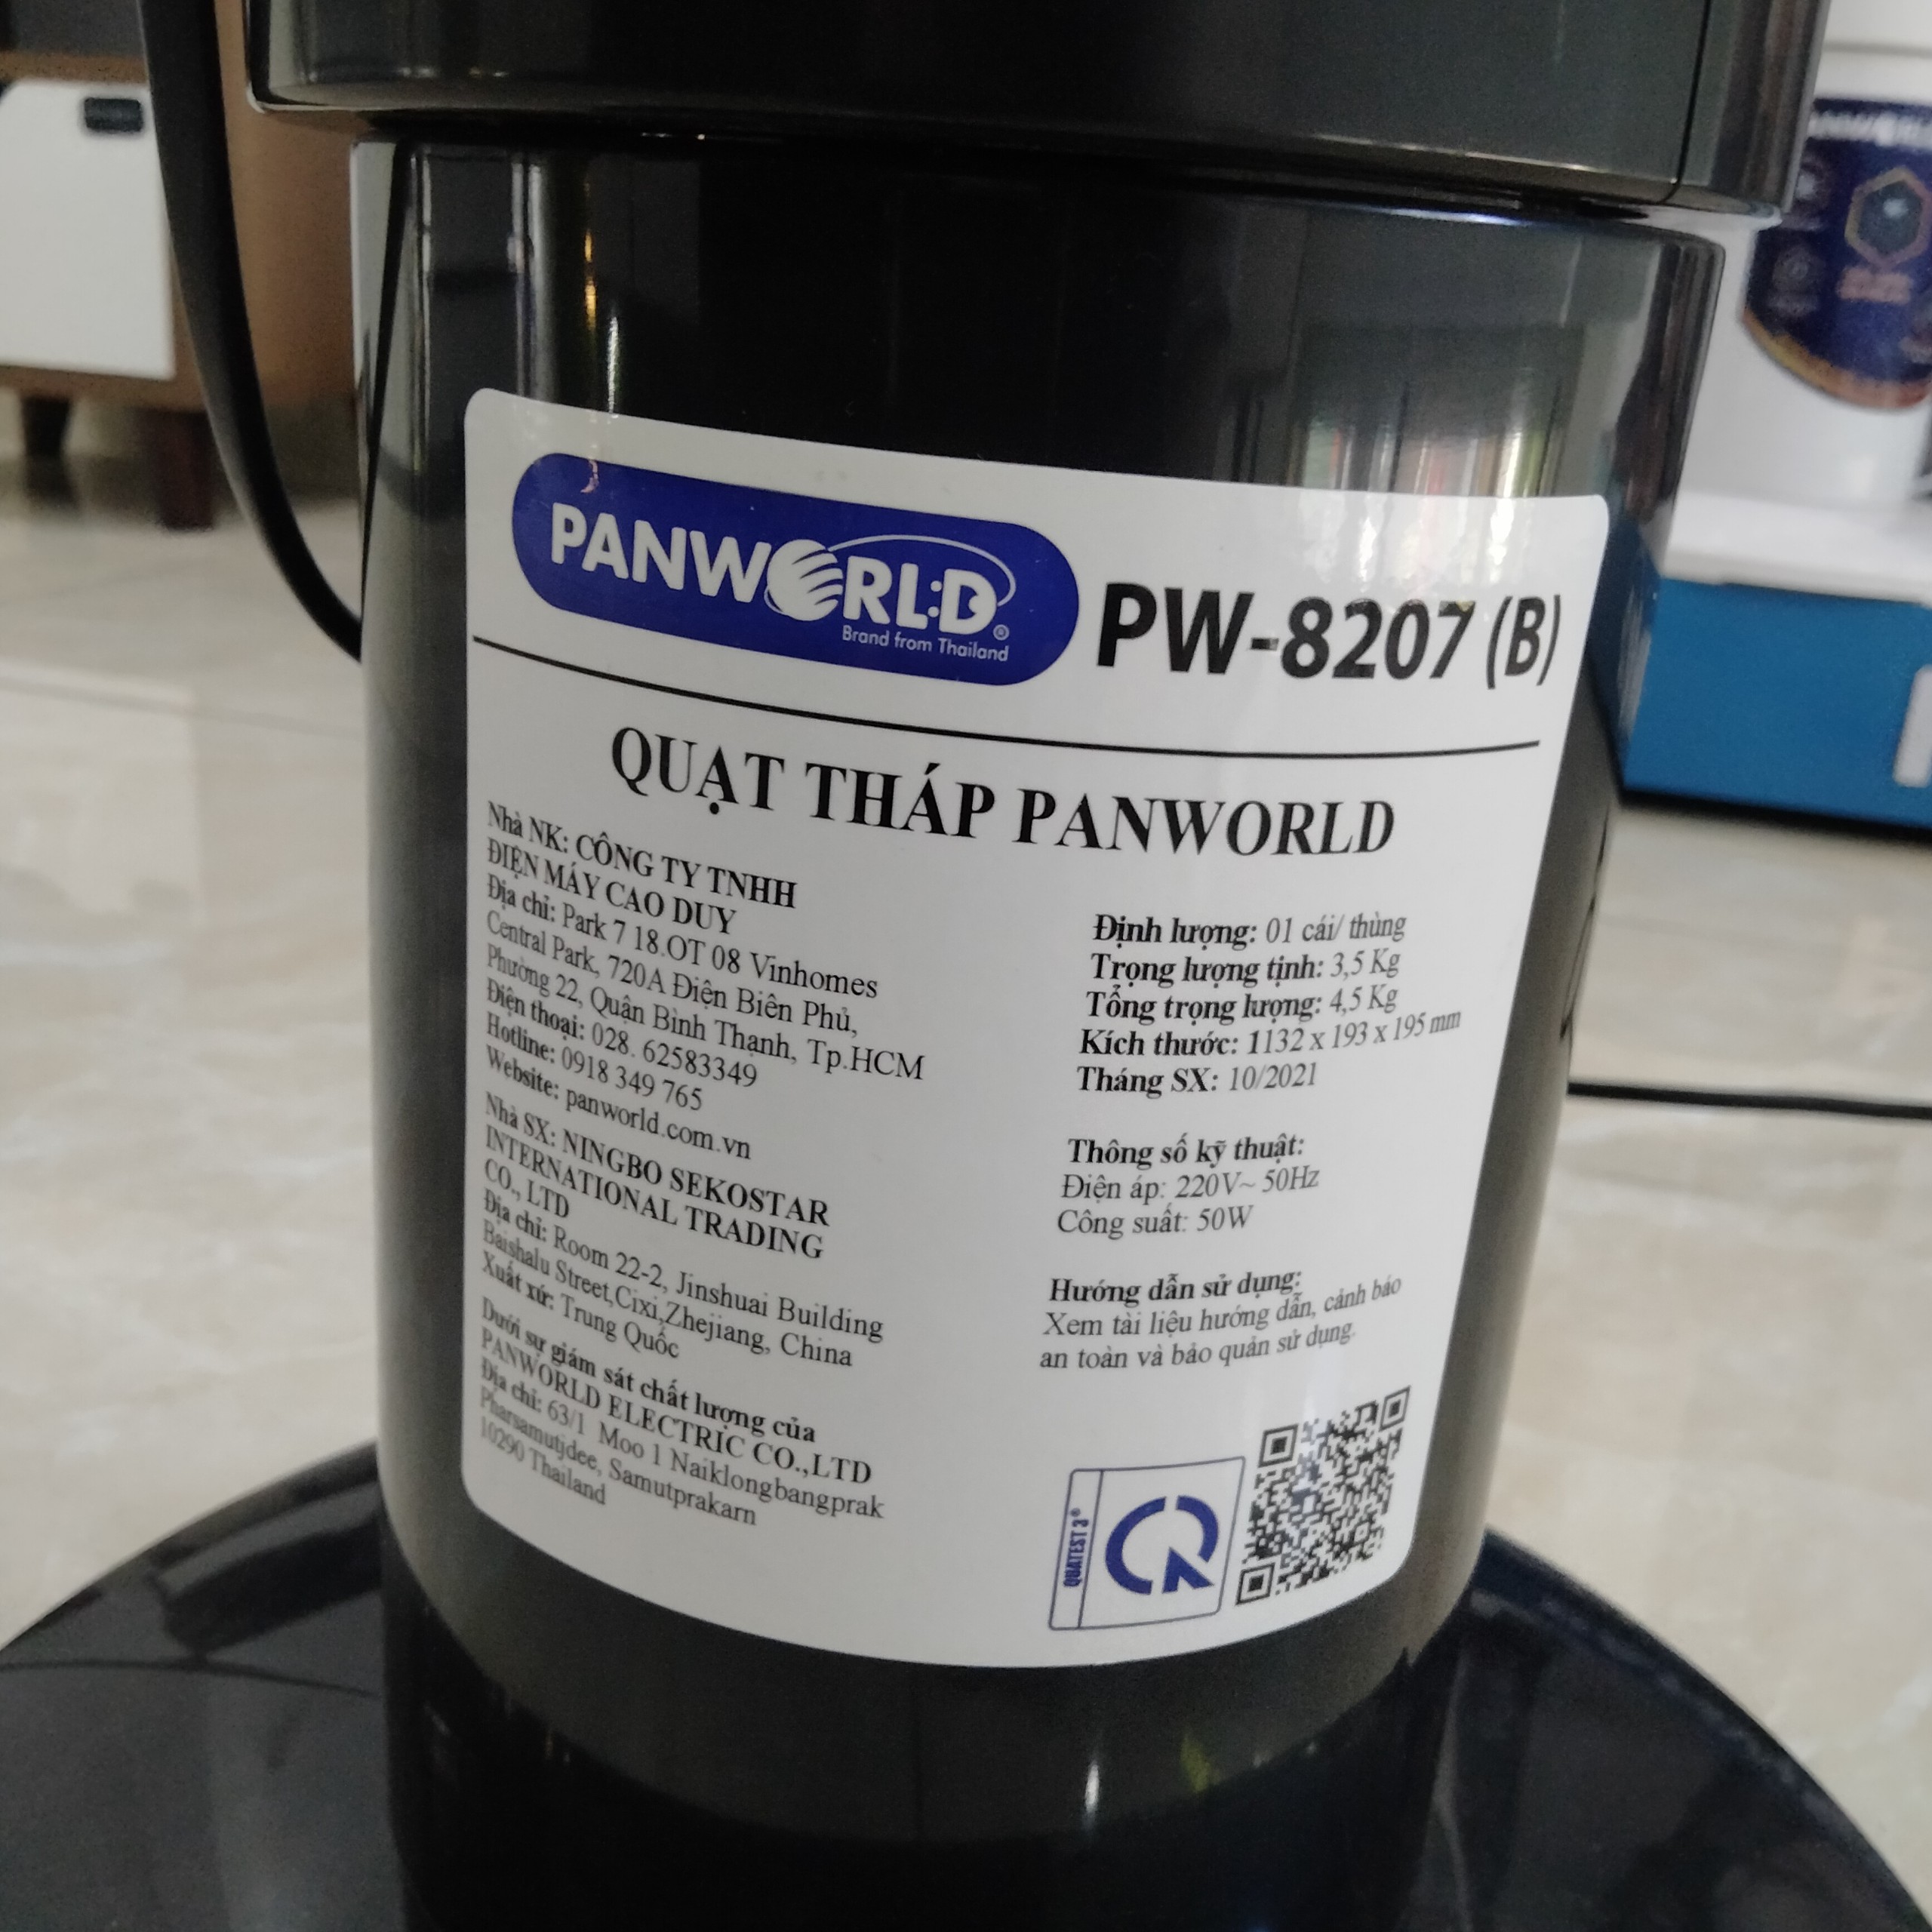 PANWORLD®
Brand from Thailand
PW-8207 (B)
QUẠT THÁP PANWORLD
Nhà NK: CÔNG TY TNHH
ĐIỆN MÁY CAO DUY
Địa chỉ: Park 7 18.OT 08 Vinhomes
Central Park, 720A Điện Biên Phủ,
Phường 22, Quận Bình Thạnh, Tp.HCM
Điện thoại: 028. 62583349
Hotline: 0918 349 765
Website: panworld.com.vn
Nhà SX: NINGBO SEKOSTAR
INTERNATIONAL TRADING
CO., LTD
Địa chỉ: Room 22-2, Jinshuai Building
Baishalu Street,Cixi,Zhejiang, China
Xuất xứ: Trung Quốc
Dưới sự giám sát chất lượng của
PANWORLD ELECTRIC CO.,LTD
Địa chỉ: 63/1 Moo 1 Naiklongbangprak
Pharsamutjdee, Samutprakarn
10290 Thailand
Định lượng: 01 cái/ thùng
Trọng lượng tịnh: 3,5 Kg
Tổng trọng lượng: 4,5 Kg
Kích thước: 1132 x 193 x 195 mm
Tháng SX: 10/2021
Thông số kỹ thuật:
Điện áp: 220V~ 50Hz
Công suất: 50W
Hướng dẫn sử dụng:
Xem tài liệu hướng dẫn, cảnh báo
an toàn và bảo quản sử dụng.
QUATEST 3®